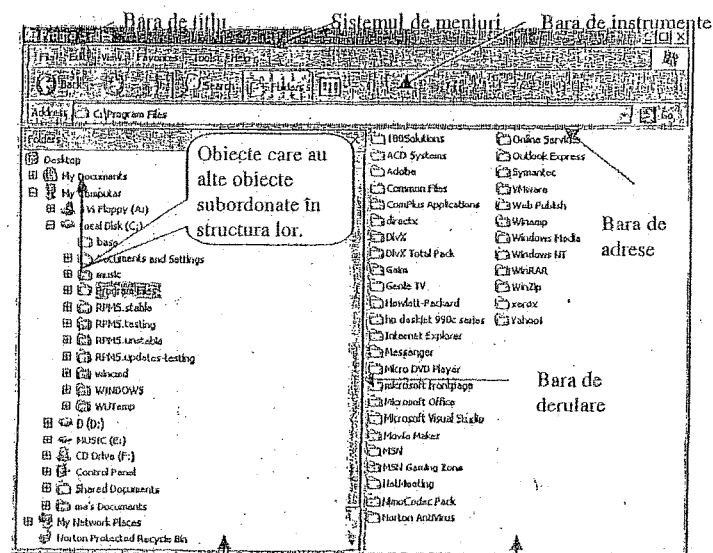 Bara de titlu
Sistemul de meniuri
Bara de instrumente
File Edit View Favorites Tools Help
Back Search Folders
Address C:\Program Files Go
Folders
Desktop
My Documents
My Computer
Floppy (A:)
Local Disk (C:)
Documents and Settings
music
Program Files
RPMS.stable
RPMS.testing
RPMS.unstable
RPMS.updates-testing
wincmd
WINDOWS
WUTemp
D (D:)
MUSIC (E:)
CD Drive (F:)
Control Panel
Shared Documents
me's Documents
My Network Places
Norton Protected Recycle Bin
Obiecte care au
alte obiecte
subordonate în
structura lor.
180Solutions
ACD Systems
Adobe
Common Files
ComPlus Applications
directx
DivX
DivX Total Pack
Gaim
Genie TV
Hewlett-Packard
hp deskjet 990c series
Internet Explorer
Messenger
Micro DVD Player
microsoft frontpage
Microsoft Office
Microsoft Visual Studio
Movie Maker
MSN
MSN Gaming Zone
NetMeeting
NimoCodec Pack
Norton AntiVirus
Online Services
Outlook Express
Symantec
VMware
Web Publish
Winamp
Windows Media
Windows NT
WinRAR
WinZip
xerox
Yahoo!
Bara de
adrese
Bara de
derulare